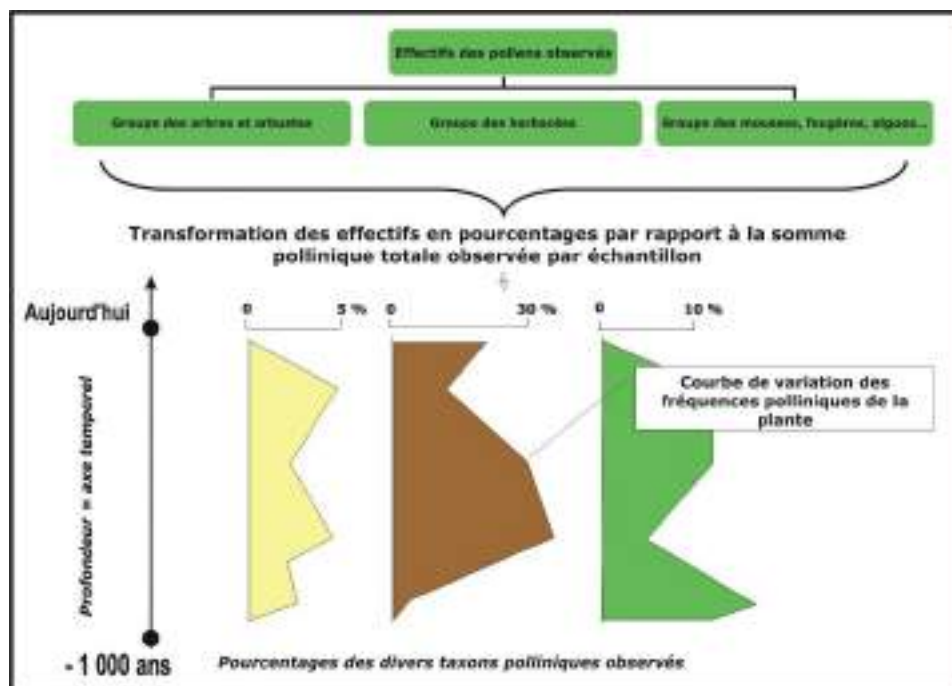 Effectifs des pollens observés
Groupe des arbres et arbustes
Groupe des herbacées
Groupe des mousses, fougères, algues...
Transformation des effectifs en pourcentages par rapport à la somme
pollinique totale observée par échantillon
Aujourd'hui
0 5 %
0 30 %
0 10 %
Courbe de variation des
fréquences polliniques de la
plante
Profondeur = axe temporel
- 1 000 ans
Pourcentages des divers taxons polliniques observés